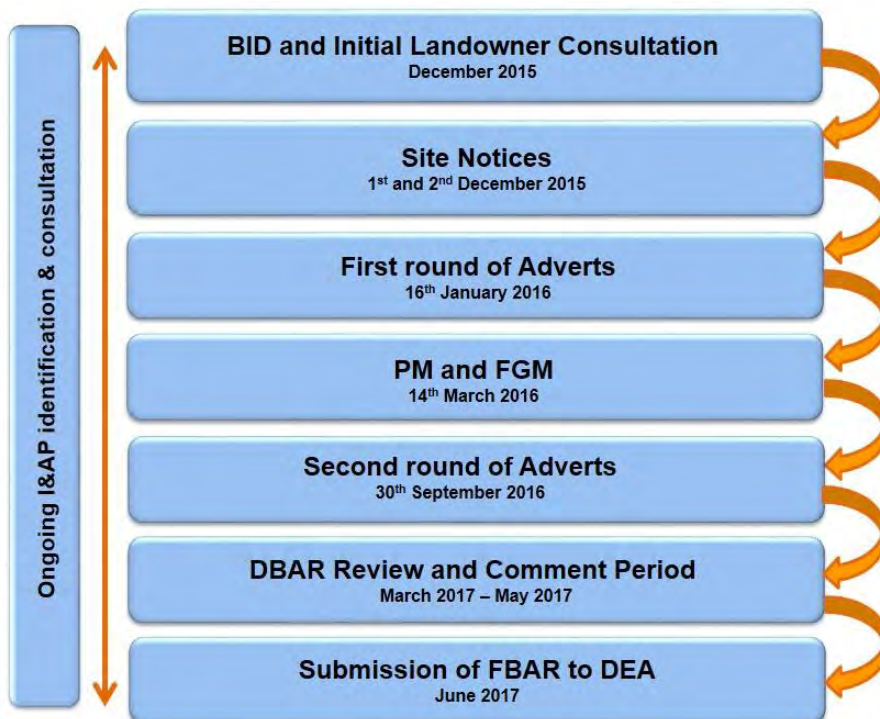 Ongoing I&AP identification & consultation
BID and Initial Landowner Consultation
December 2015
Site Notices
1st and 2nd December 2015
First round of Adverts
16th January 2016
PM and FGM
14th March 2016
Second round of Adverts
30th September 2016
DBAR Review and Comment Period
March 2017 – May 2017
Submission of FBAR to DEA
June 2017